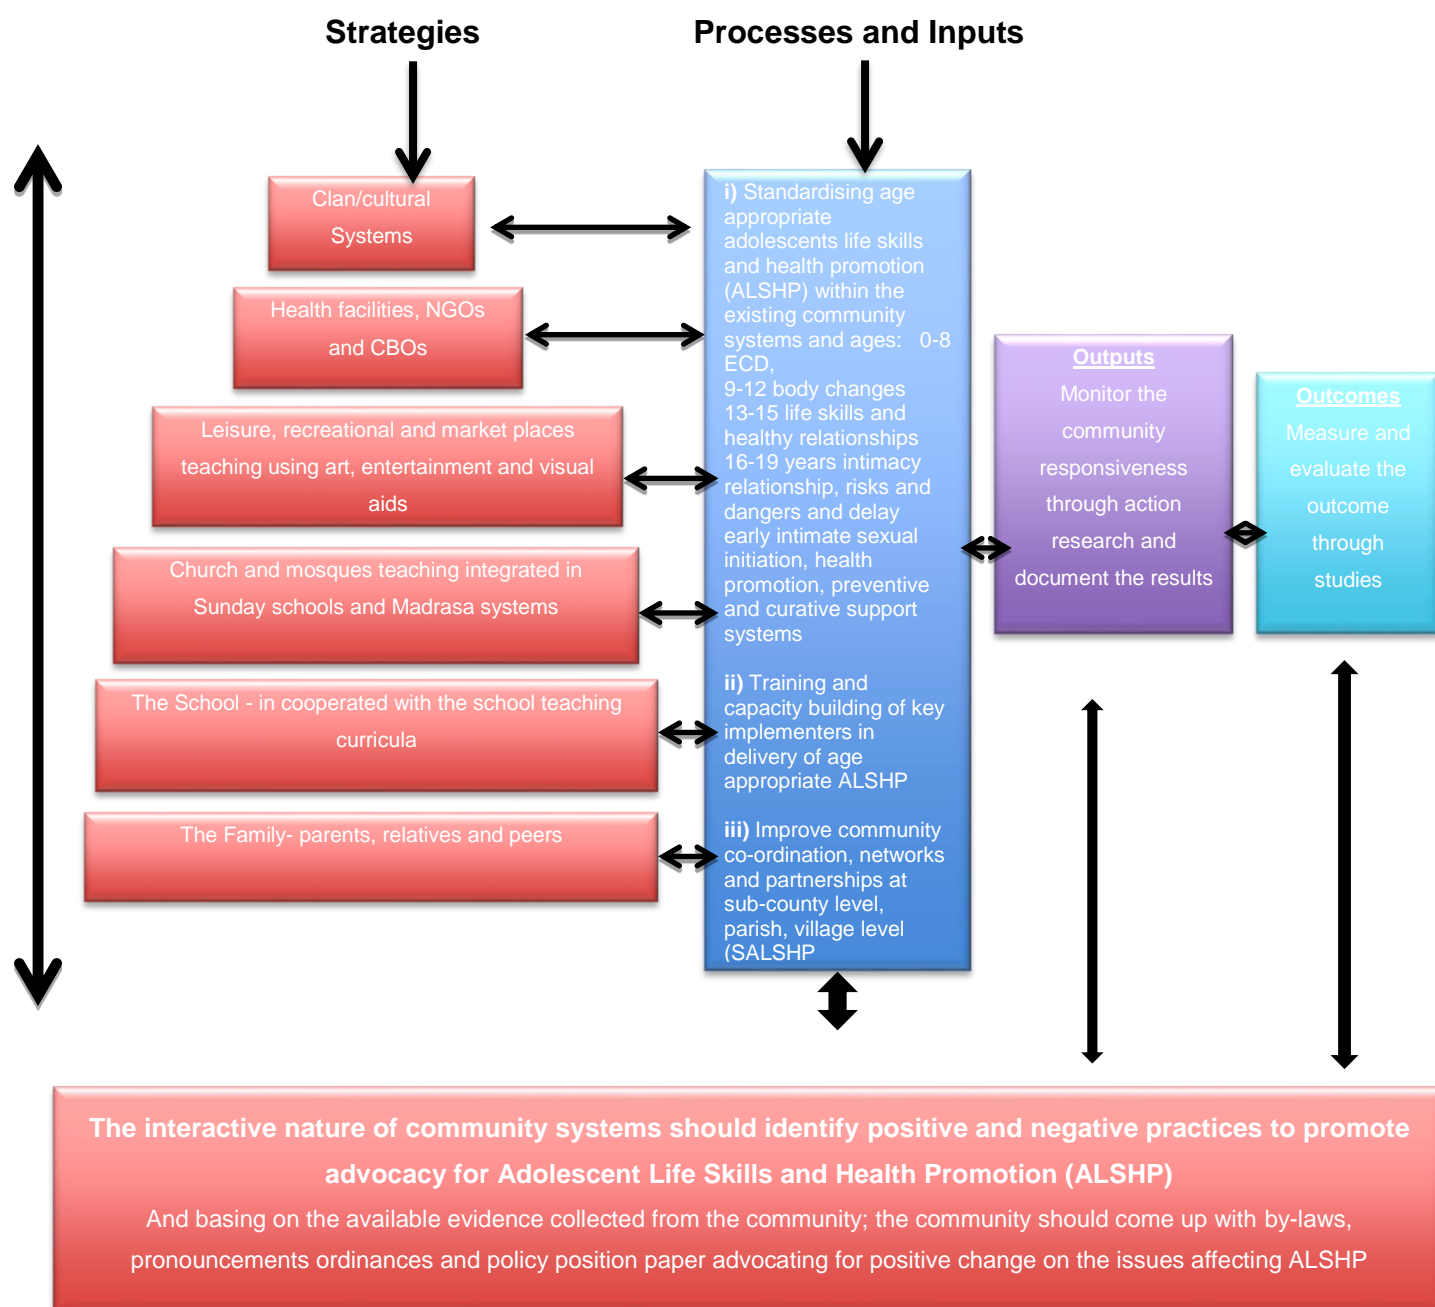 Strategies
Processes and Inputs
Clan/cultural
Systems
Health facilities, NGOs
and CBOs
Leisure, recreational and market places
teaching using art, entertainment and visual
aids
Church and mosques teaching integrated in
Sunday schools and Madrasa systems
The School - in cooperated with the school teaching
curricula
The Family- parents, relatives and peers
i) Standardising age
appropriate
adolescents life skills
and health promotion
(ALSHP) within the
existing community
systems and ages: 0-8
ECD,
9-12 body changes
13-15 life skills and
healthy relationships
16-19 years intimacy
relationship, risks and
dangers and delay
early intimate sexual
initiation, health
promotion, preventive
and curative support
systems
ii) Training and
capacity building of key
implementers in
delivery of age
appropriate ALSHP
iii) Improve community
co-ordination, networks
and partnerships at
sub-county level,
parish, village level
(SALSHP
Outputs
Monitor the
community
responsiveness
through action
research and
document the results
Outcomes
Measure and
evaluate the
outcome
through
studies
The interactive nature of community systems should identify positive and negative practices to promote
advocacy for Adolescent Life Skills and Health Promotion (ALSHP)
And basing on the available evidence collected from the community; the community should come up with by-laws,
pronouncements ordinances and policy position paper advocating for positive change on the issues affecting ALSHP